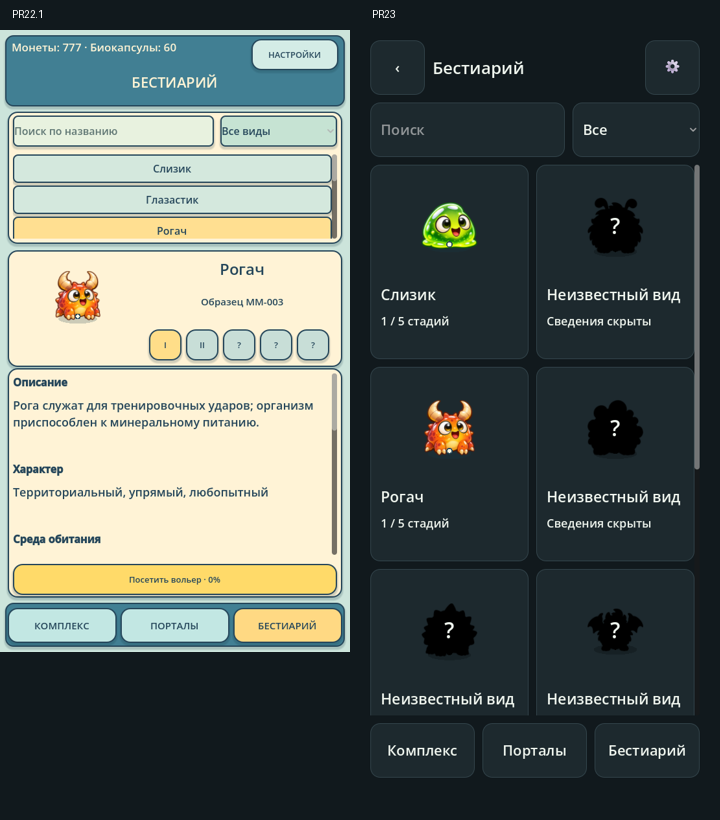 PR22.1
Монеты: 777 · Биокапсулы: 60
НАСТРОЙКИ
БЕСТИАРИЙ
Поиск по названию
Все виды
Слизик
Глазастик
Рогач
Рогач
Образец ММ-003
I
II
?
?
?
Описание
Рога служат для тренировочных ударов; организм
приспособлен к минеральному питанию.
Характер
Территориальный, упрямый, любопытный
Среда обитания
Посетить вольер · 0%
КОМПЛЕКС
ПОРТАЛЫ
БЕСТИАРИЙ
PR23
‹
Бестиарий
Поиск
Все
Слизик
1 / 5 стадий
?
Неизвестный вид
Сведения скрыты
Рогач
1 / 5 стадий
?
Неизвестный вид
Сведения скрыты
?
Неизвестный вид
?
Неизвестный вид
Комплекс
Порталы
Бестиарий